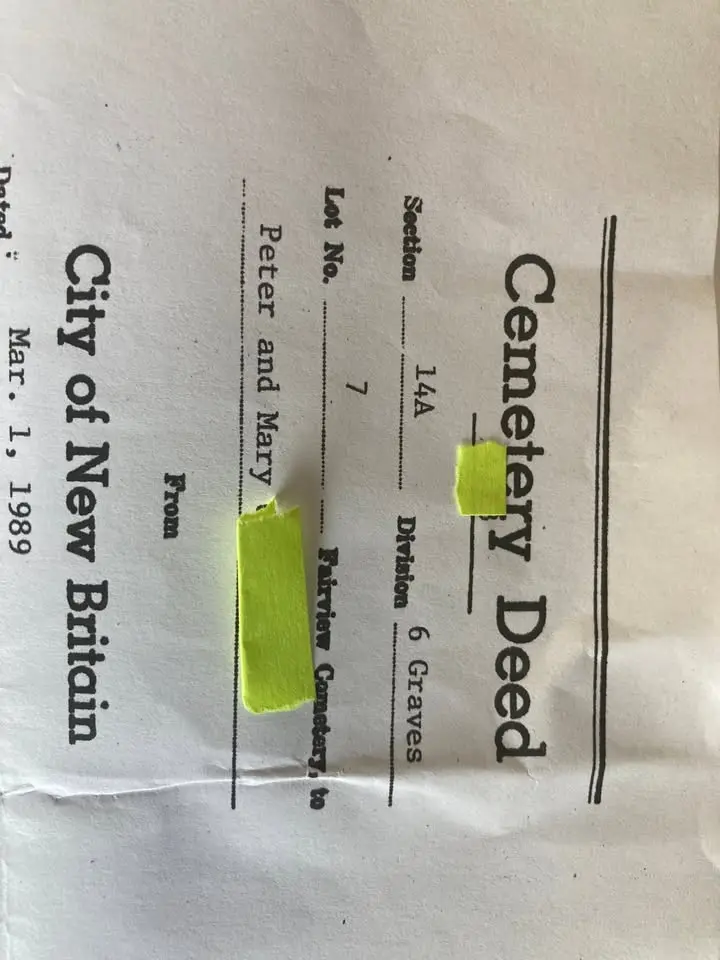 Cemetery Deed
Section 14A Division 6 Graves
Lot No. 7 Fairview Cemetery, to
Peter and Mary
From
City of New Britain
Dated: Mar. 1, 1989